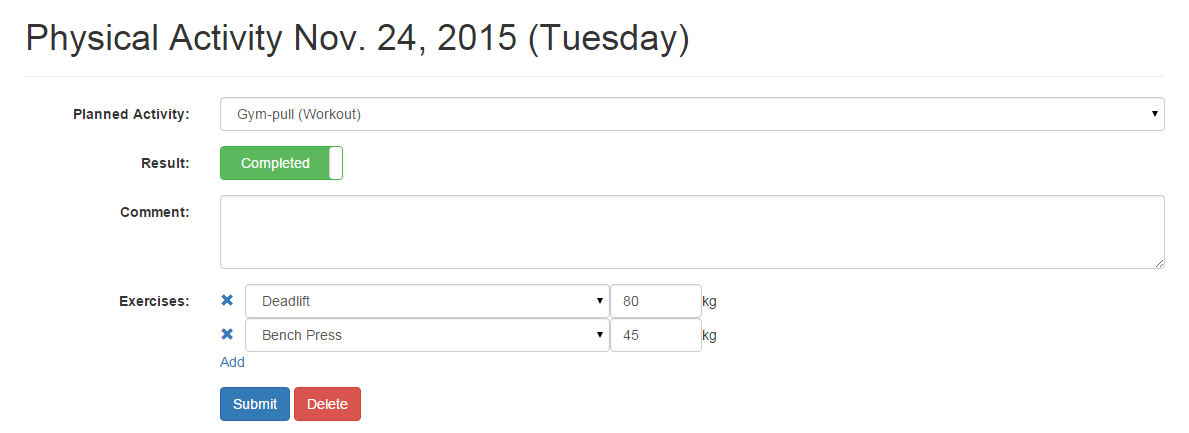 Physical Activity Nov. 24, 2015 (Tuesday)
Planned Activity: Gym-pull (Workout)
Result: Completed
Comment:
Exercises: Deadlift 80 kg
Bench Press 45 kg
Add
Submit Delete